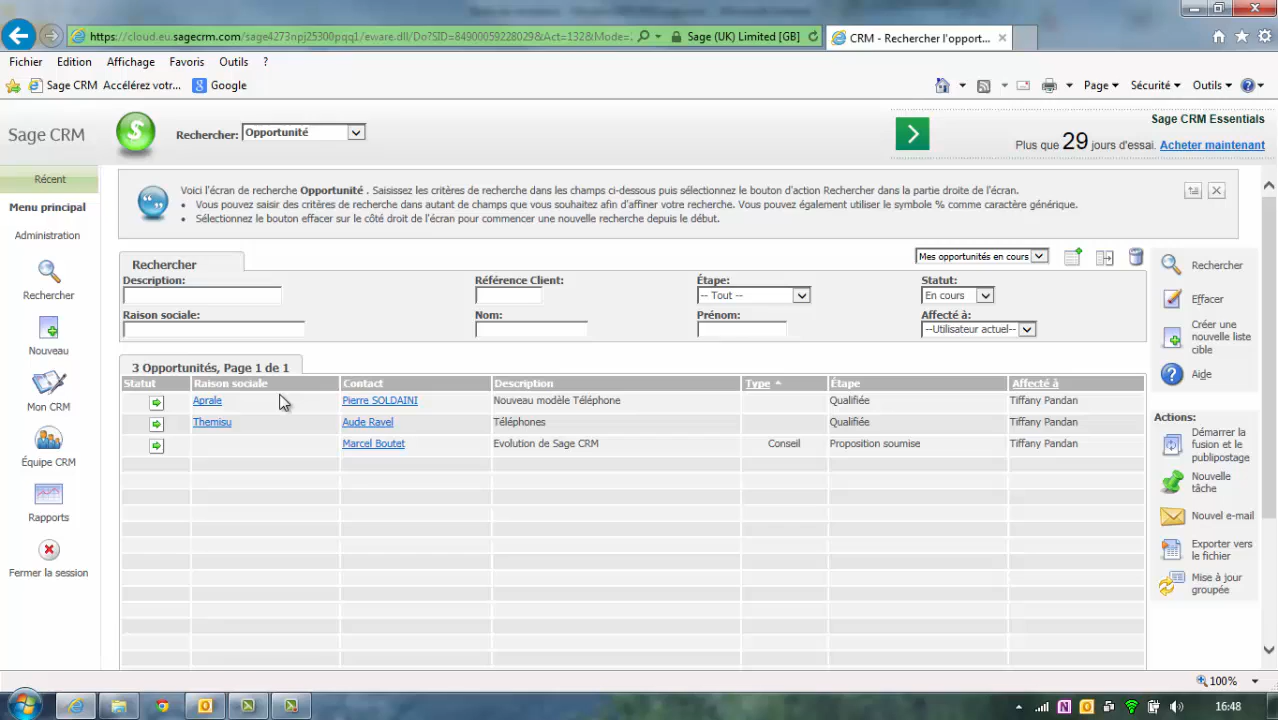 https://cloud.eu.sagecrm.com/sage4273npj25300pqq1/eware.dll/Do?SID=84900059228029&Act=132&Mode=
Sage (UK) Limited [GB]
CRM - Rechercher l'opport...
Fichier Edition Affichage Favoris Outils ?
Sage CRM Accélérez votr... Google
Page Sécurité Outils
Sage CRM
Rechercher: Opportunité
Sage CRM Essentials
Plus que 29 jours d'essai. Acheter maintenant
Récent
Menu principal
Administration
Rechercher
Nouveau
Mon CRM
Équipe CRM
Rapports
Fermer la session
Voici l'écran de recherche Opportunité . Saisissez les critères de recherche dans les champs ci-dessous puis sélectionnez le bouton d'action Rechercher dans la partie droite de l'écran.
Vous pouvez saisir des critères de recherche dans autant de champs que vous souhaitez afin d'affiner votre recherche. Vous pouvez également utiliser le symbole % comme caractère générique.
Sélectionnez le bouton effacer sur le côté droit de l'écran pour commencer une nouvelle recherche depuis le début.
Mes opportunités en cours
Rechercher
Description: Référence Client: Étape: Statut:
-- Tout -- En cours
Raison sociale: Nom: Prénom: Affecté à:
--Utilisateur actuel--
3 Opportunités, Page 1 de 1
Statut Raison sociale Contact Description Type Étape Affecté à
Aprale Pierre SOLDAINI Nouveau modèle Téléphone Qualifiée Tiffany Pandan
Themisu Aude Ravel Téléphones Qualifiée Tiffany Pandan
Marcel Boutet Evolution de Sage CRM Conseil Proposition soumise Tiffany Pandan
Rechercher
Effacer
Créer une
nouvelle liste
cible
Aide
Actions:
Démarrer la
fusion et le
publipostage
Nouvelle
tâche
Nouvel e-mail
Exporter vers
le fichier
Mise à jour
groupée
100%
16:48